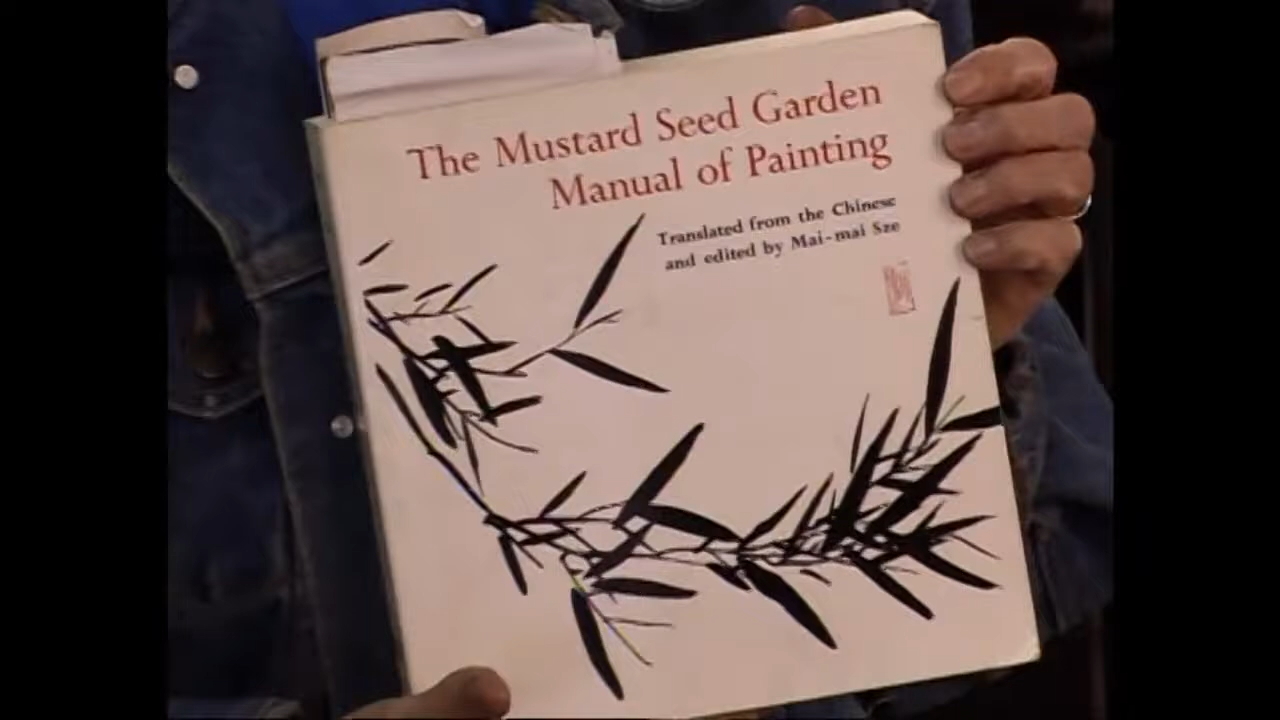 The Mustard Seed Garden
Manual of Painting
Translated from the Chinese
and edited by Mai-mai Sze